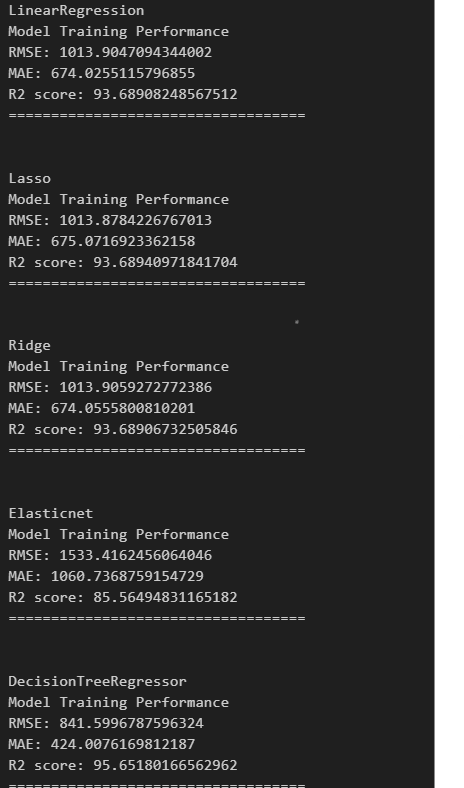 LinearRegression
Model Training Performance
RMSE: 1013.9047094344002
MAE: 674.0255115796855
R2 score: 93.68908248567512
===================================
Lasso
Model Training Performance
RMSE: 1013.8784226767013
MAE: 675.0716923362158
R2 score: 93.68940971841704
===================================
Ridge
Model Training Performance
RMSE: 1013.9059272772386
MAE: 674.0555800810201
R2 score: 93.68906732505846
===================================
Elasticnet
Model Training Performance
RMSE: 1533.4162456064046
MAE: 1060.7368759154729
R2 score: 85.56494831165182
===================================
DecisionTreeRegressor
Model Training Performance
RMSE: 841.5996787596324
MAE: 424.0076169812187
R2 score: 95.65180166562962
===================================